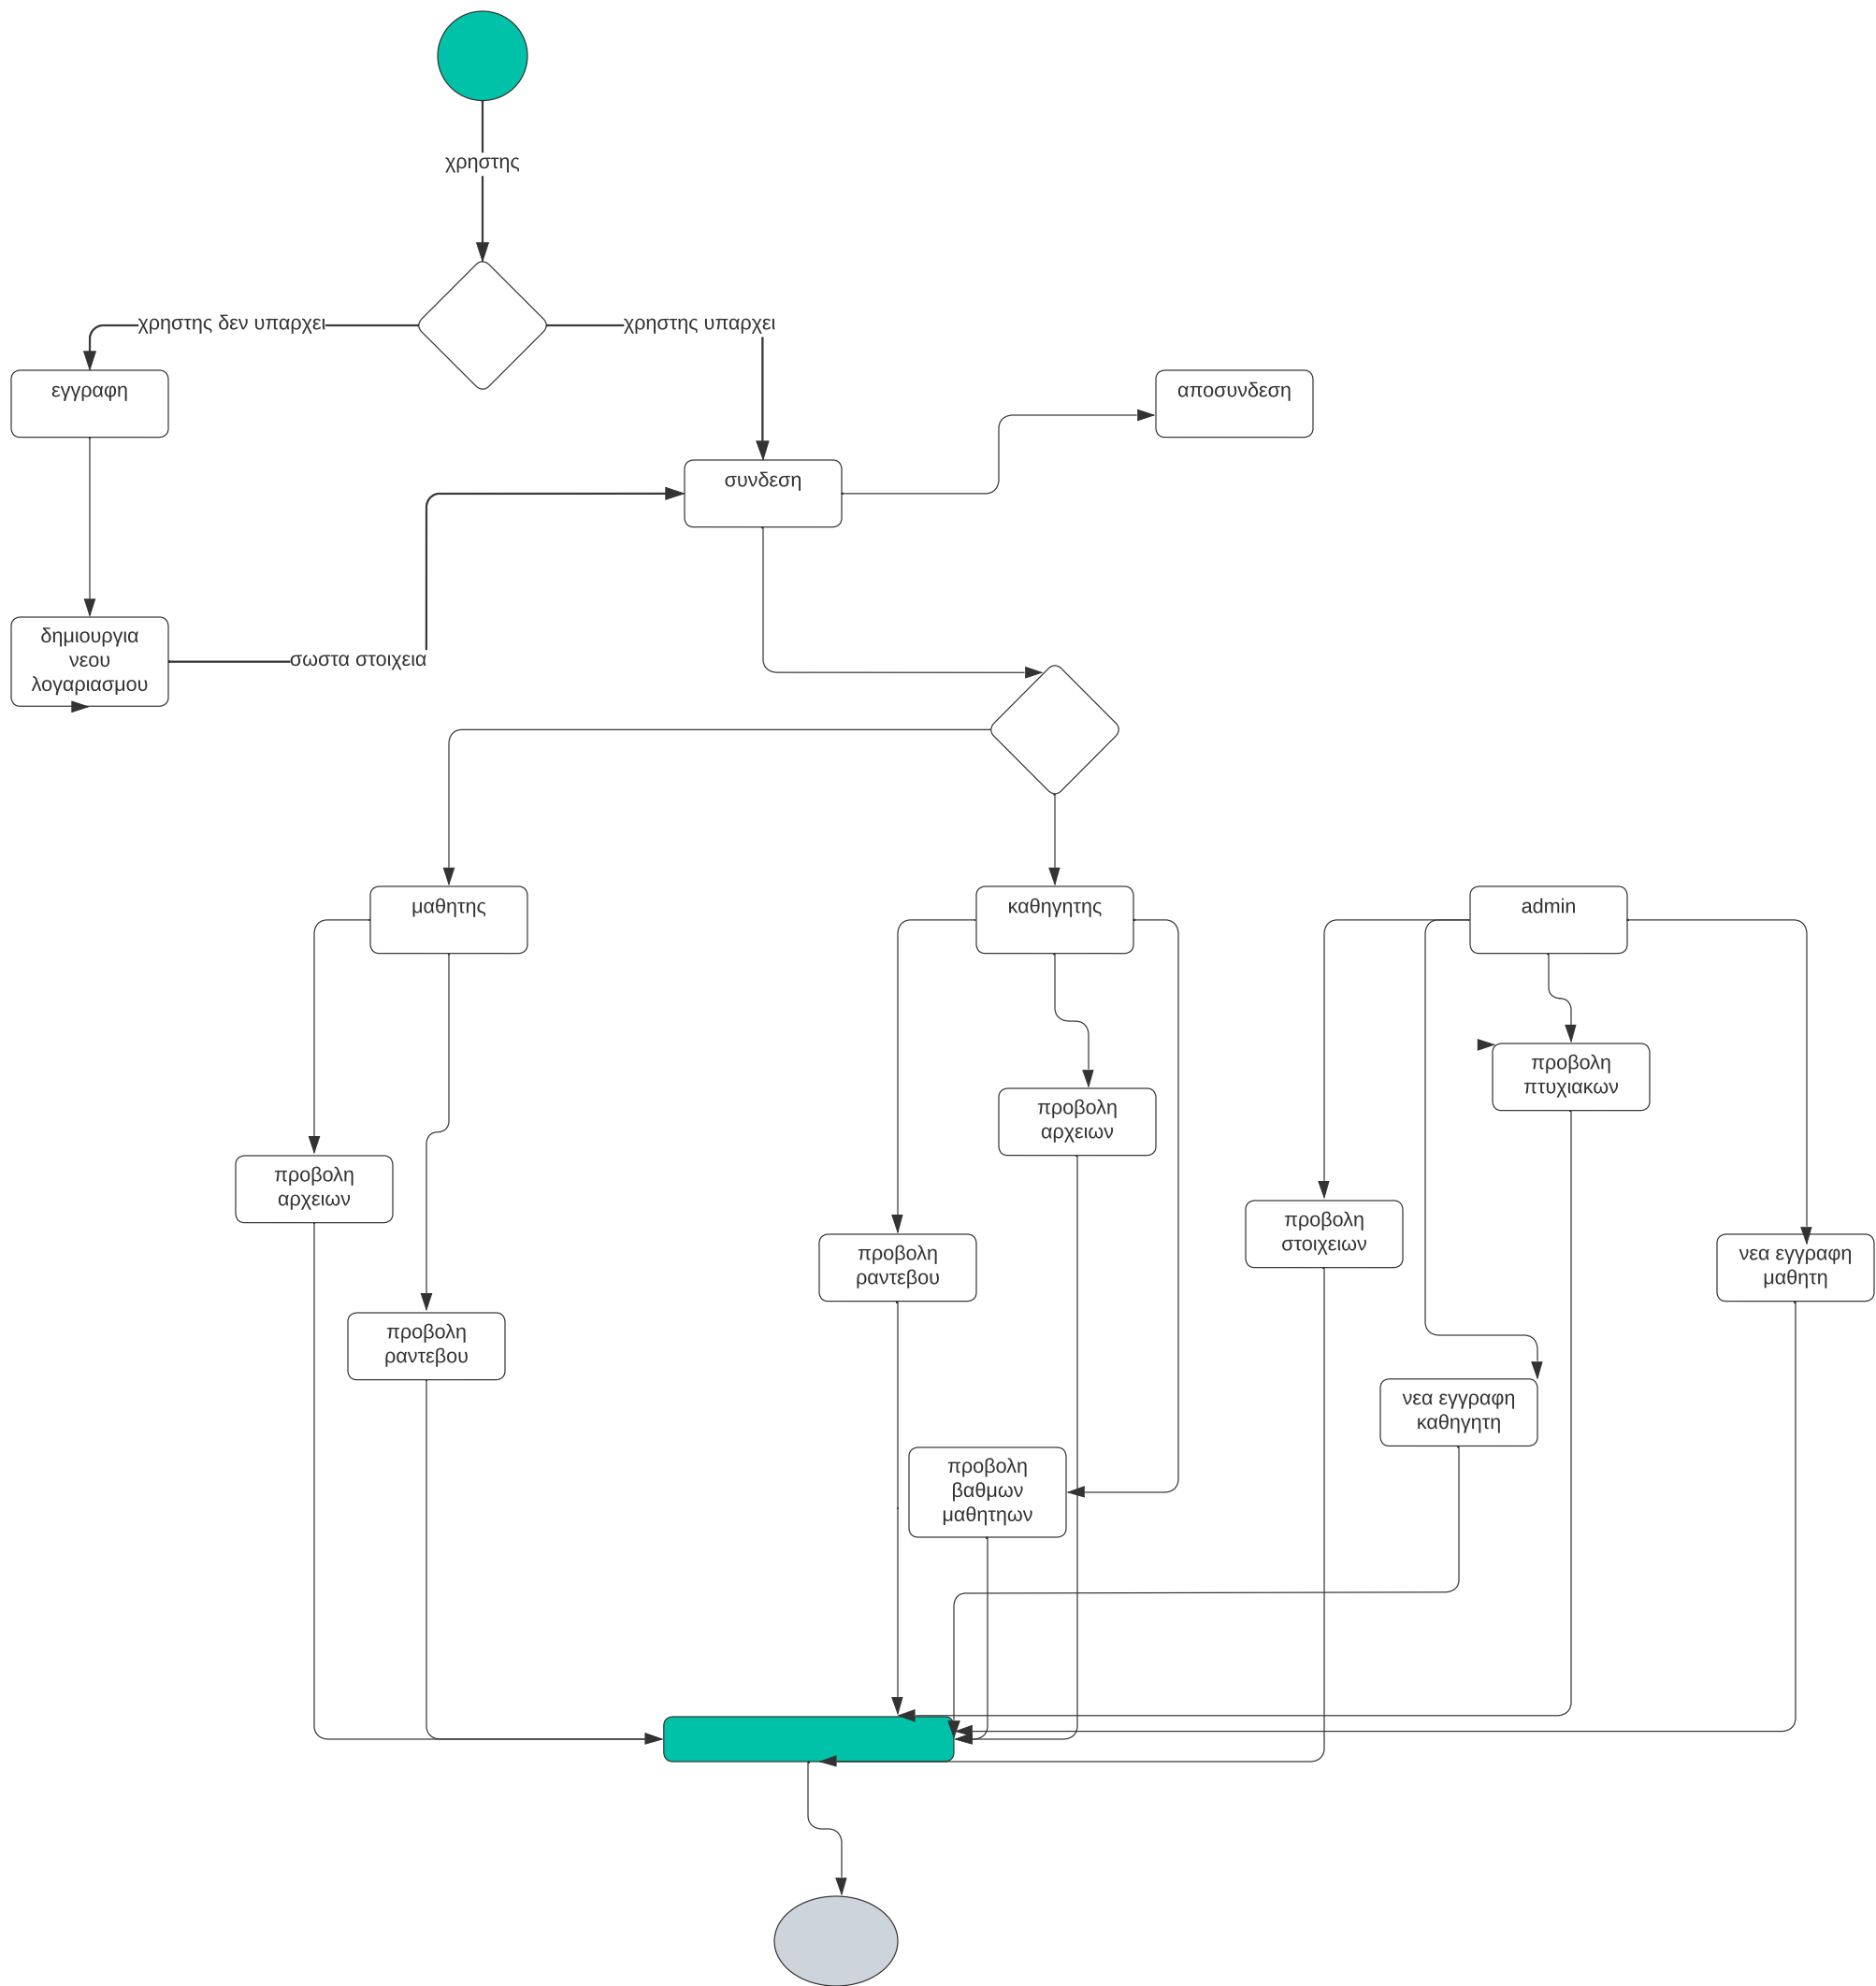 χρηστης
χρηστης δεν υπαρχει
χρηστης υπαρχει
εγγραφη
αποσυνδεση
συνδεση
δημιουργια
νεου
λογαριασμου
σωστα στοιχεια
μαθητης
καθηγητης
admin
προβολη
πτυχιακων
προβολη
αρχειων
προβολη
αρχειων
προβολη
στοιχειων
προβολη
ραντεβου
νεα εγγραφη
μαθητη
προβολη
ραντεβου
νεα εγγραφη
καθηγητη
προβολη
βαθμων
μαθητηων